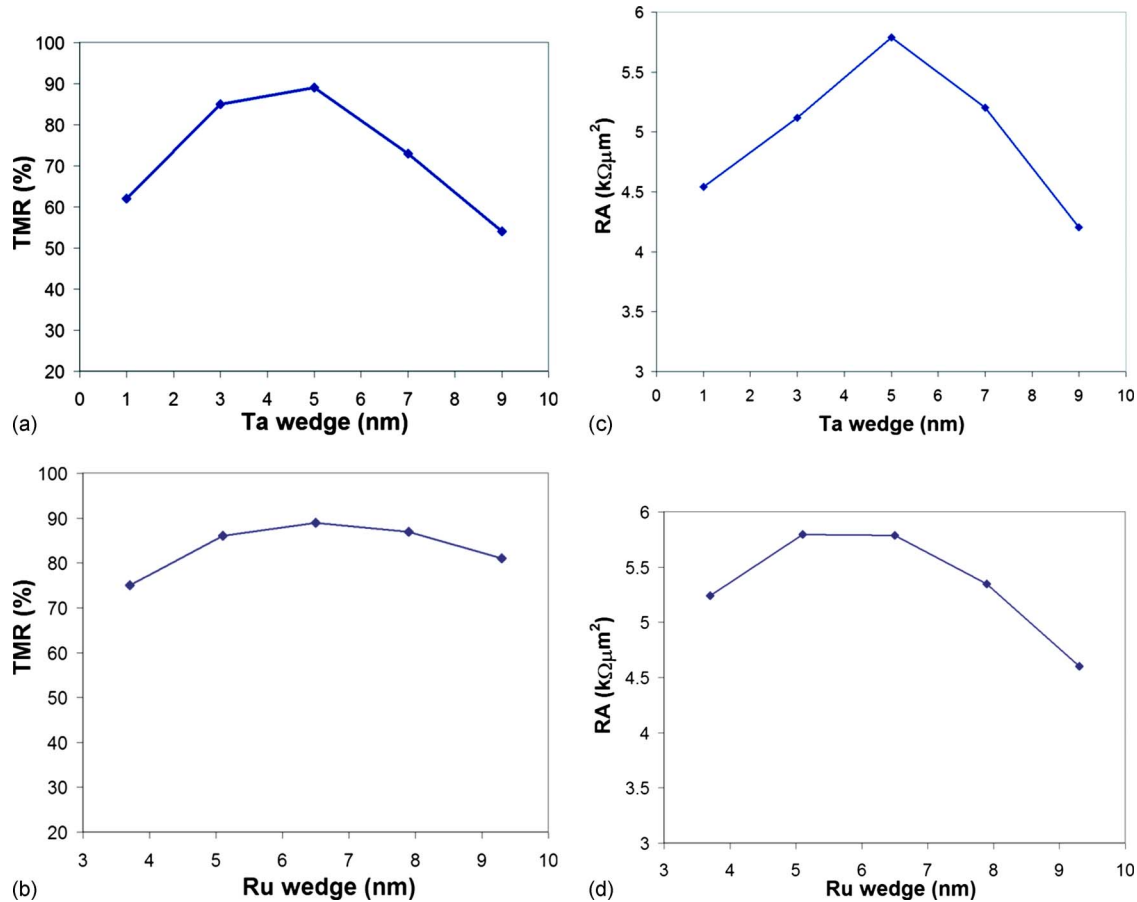 100
90
80
70
60
50
40
30
20
TMR (%)
0 1 2 3 4 5 6 7 8 9 10
Ta wedge (nm)
(a)
6
5.5
5
4.5
4
3.5
3
RA (kΩμm²)
0 1 2 3 4 5 6 7 8 9 10
Ta wedge (nm)
(c)
100
90
80
70
60
50
40
30
20
TMR (%)
3 4 5 6 7 8 9 10
Ru wedge (nm)
(b)
6
5.5
5
4.5
4
3.5
3
RA (kΩμm²)
3 4 5 6 7 8 9 10
Ru wedge (nm)
(d)